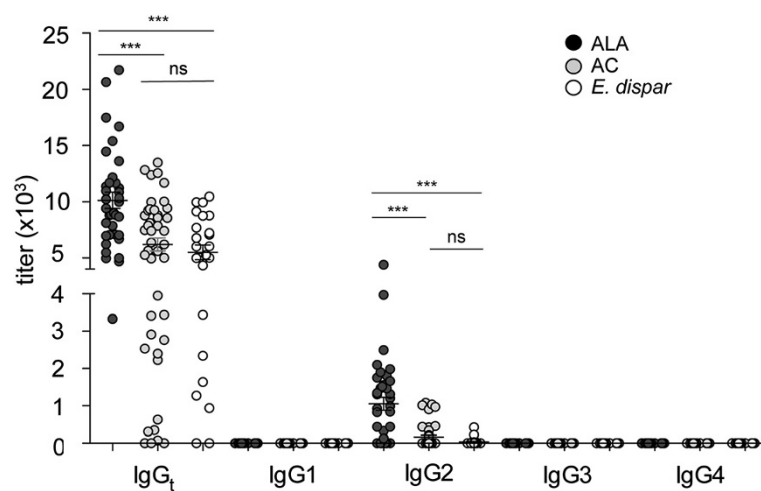 ***
***
ns
ALA
AC
E. dispar
titer (x10³)
25
20
15
10
5
4
3
2
1
0
***
***
ns
IgGₜ IgG1 IgG2 IgG3 IgG4